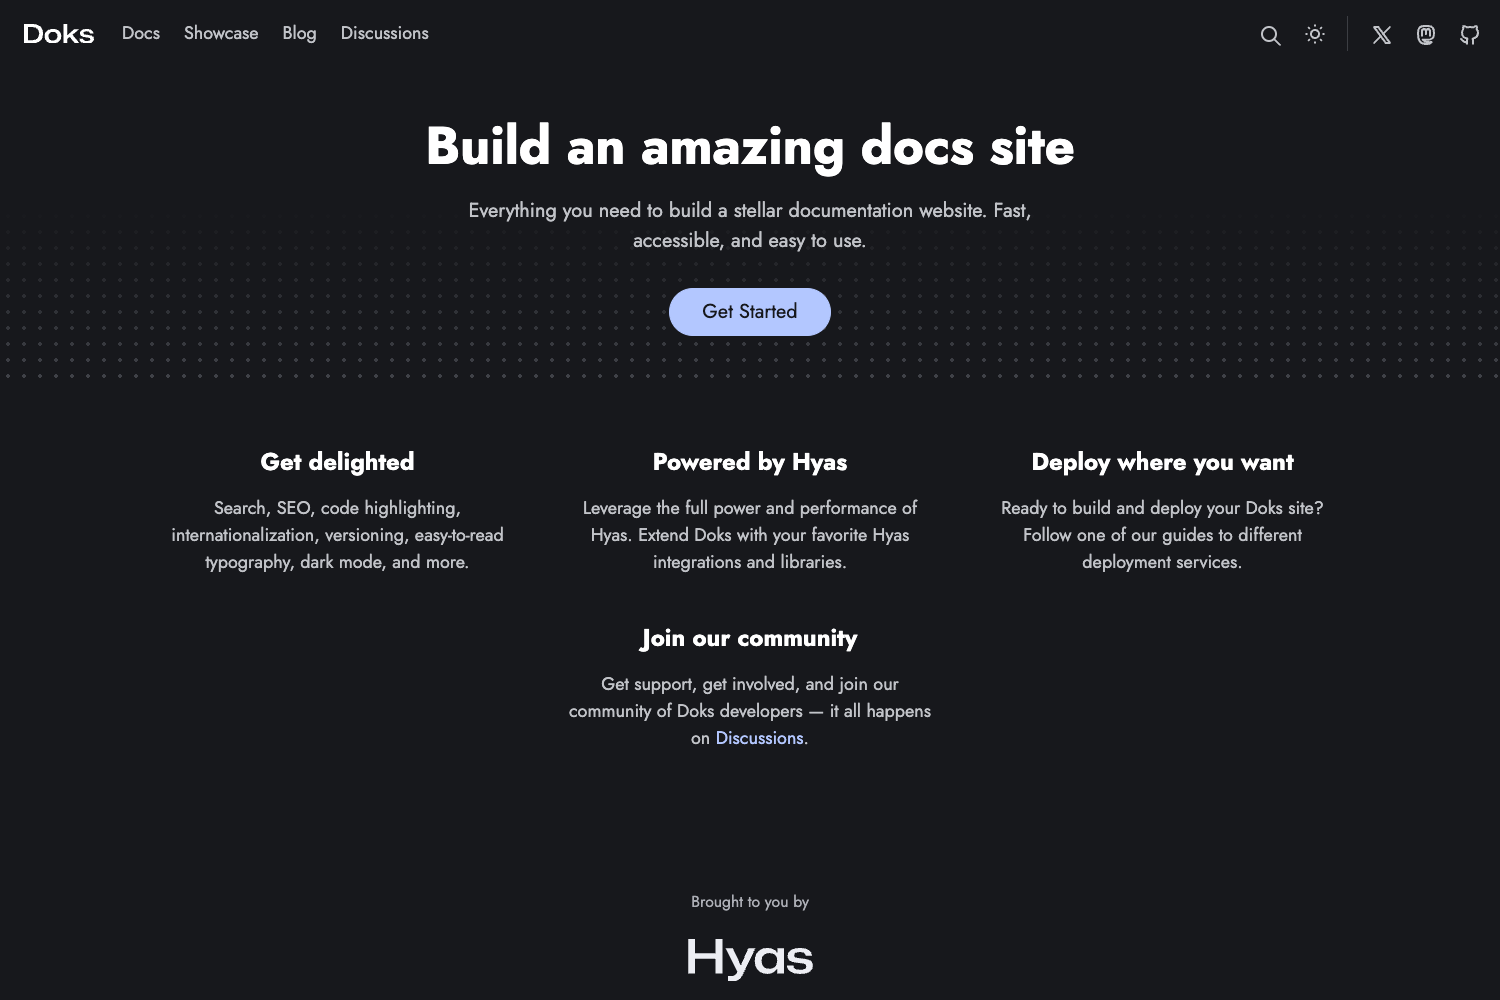 Doks
Docs
Showcase
Blog
Discussions
Build an amazing docs site
Everything you need to build a stellar documentation website. Fast,
accessible, and easy to use.
Get Started
Get delighted
Search, SEO, code highlighting,
internationalization, versioning, easy-to-read
typography, dark mode, and more.
Powered by Hyas
Leverage the full power and performance of
Hyas. Extend Doks with your favorite Hyas
integrations and libraries.
Deploy where you want
Ready to build and deploy your Doks site?
Follow one of our guides to different
deployment services.
Join our community
Get support, get involved, and join our
community of Doks developers — it all happens
on Discussions.
Brought to you by
Hyas